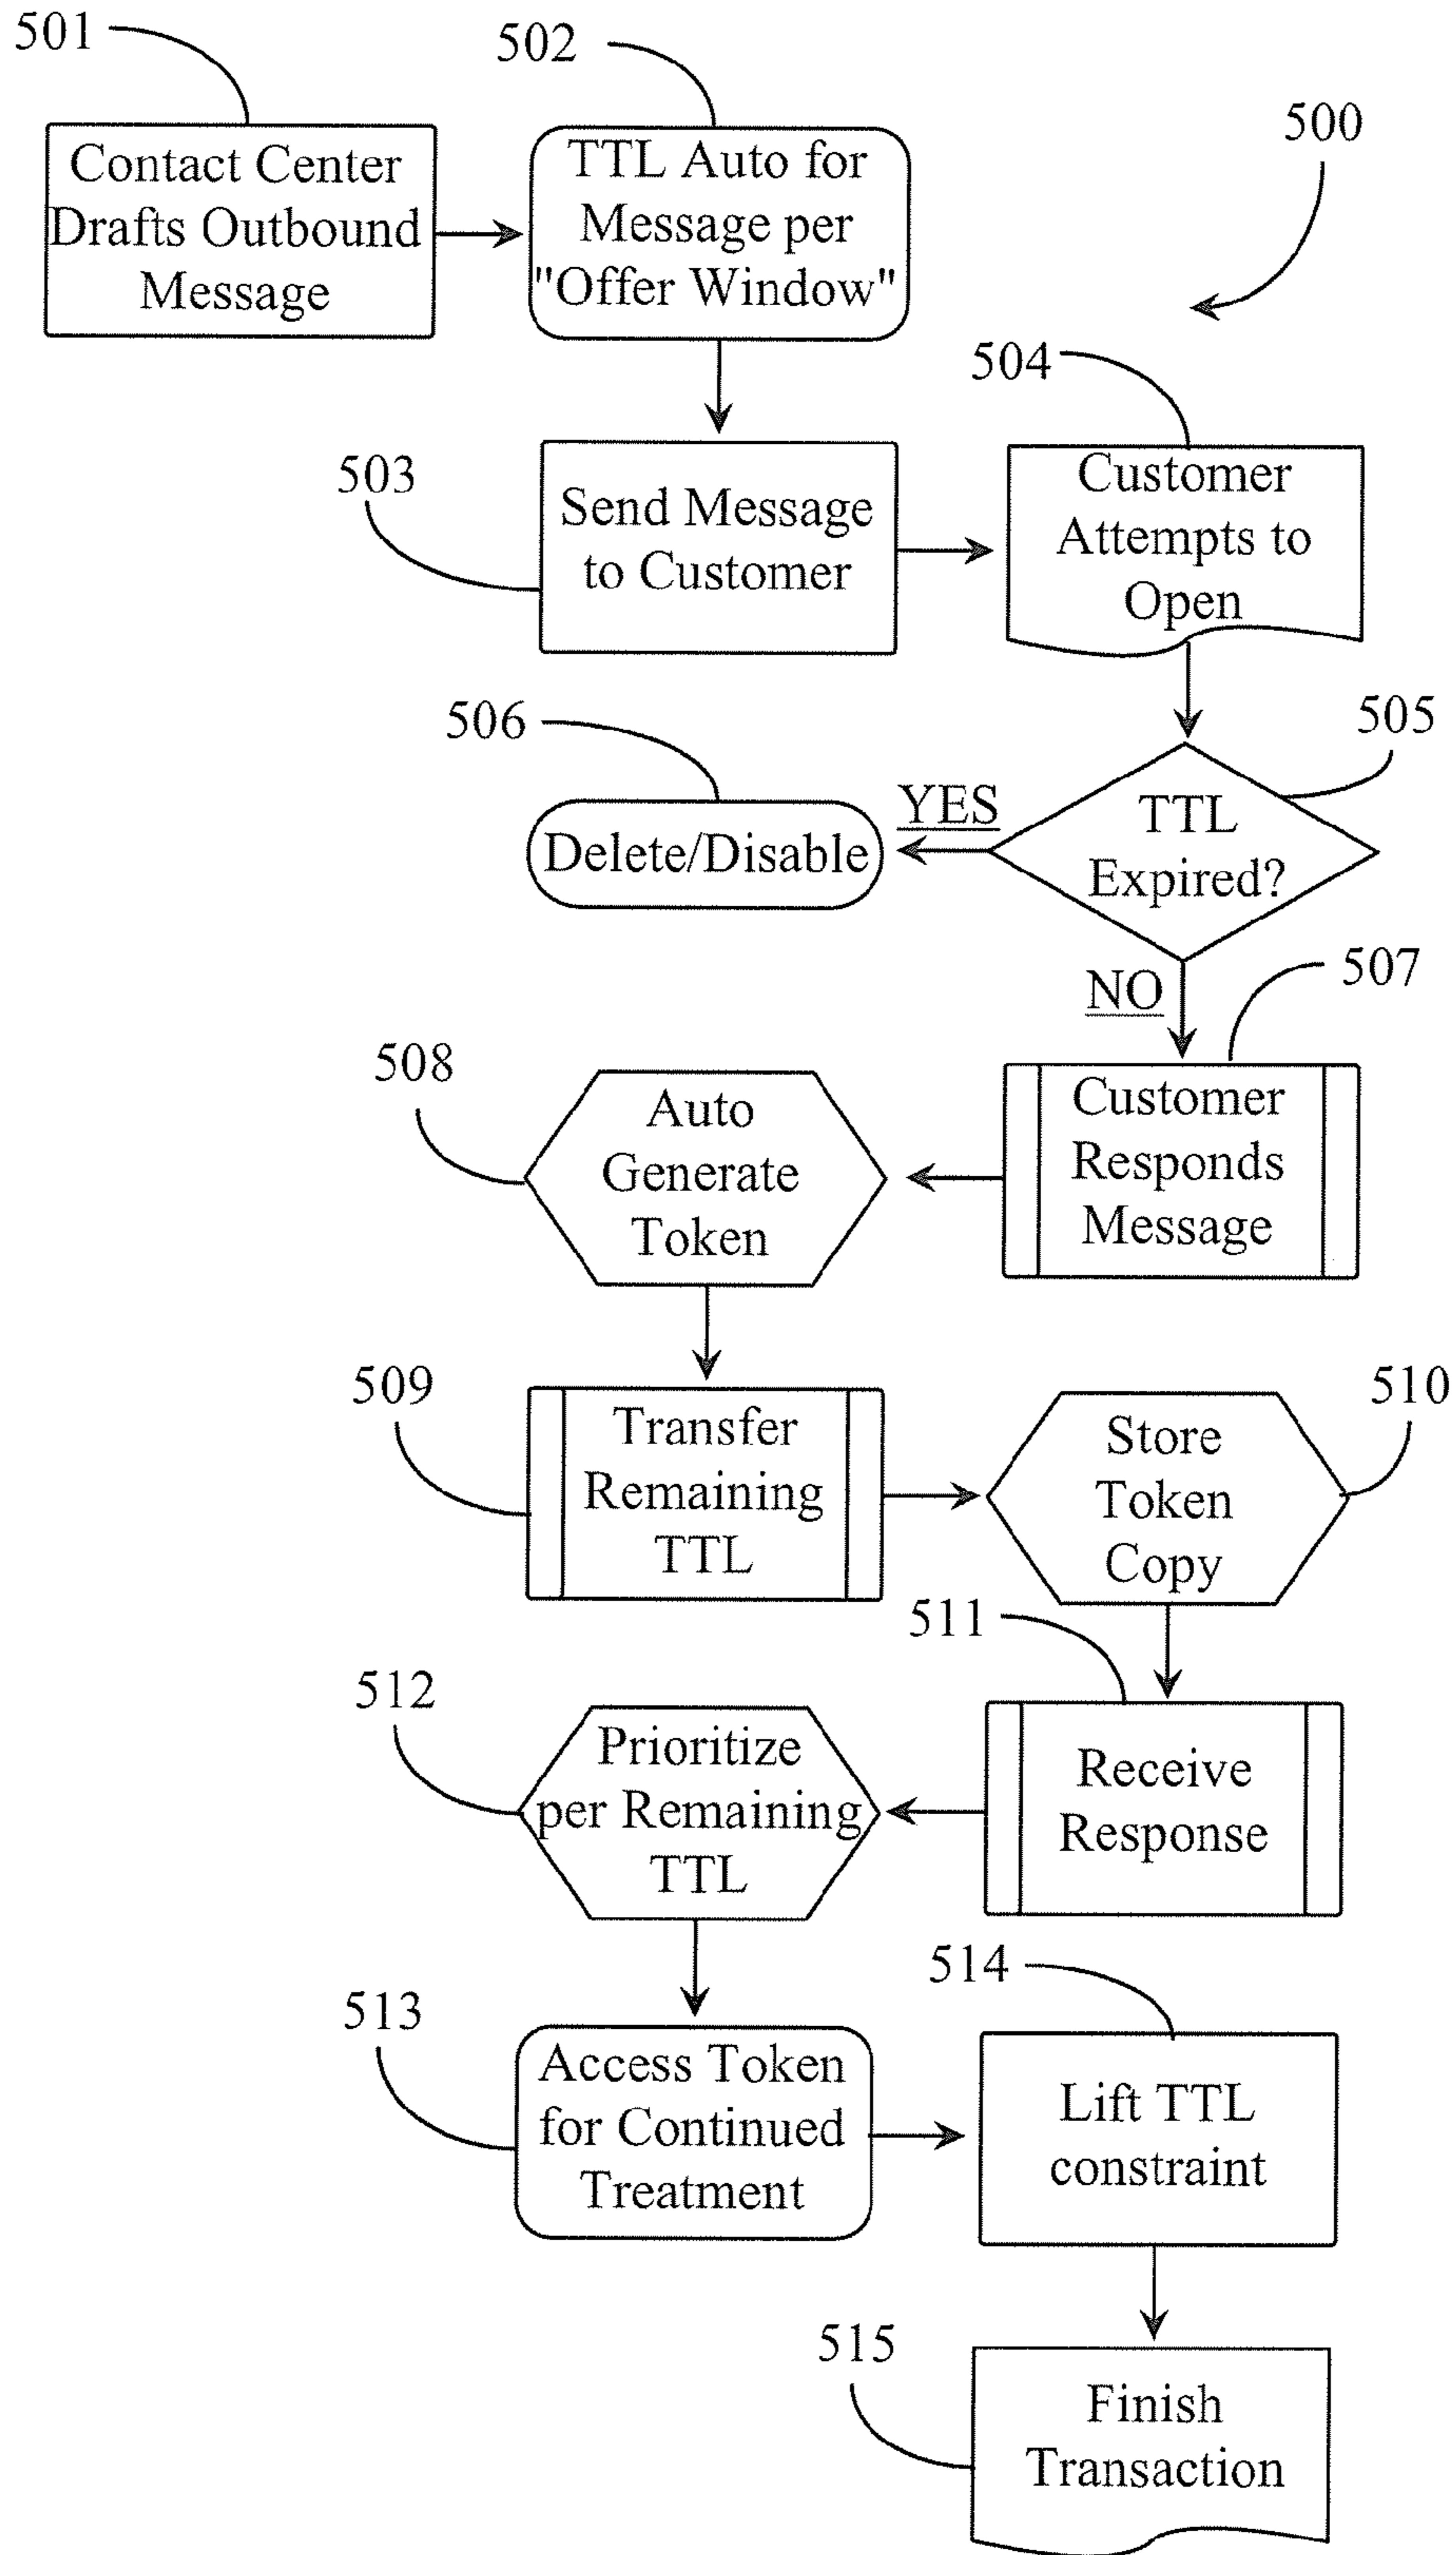 501
502
500
Contact Center
Drafts Outbound
Message
TTL Auto for
Message per
"Offer Window"
504
503
Send Message
to Customer
Customer
Attempts to
Open
506
505
YES
Delete/Disable
TTL
Expired?
NO
507
508
Auto
Generate
Token
Customer
Responds
Message
509
510
Transfer
Remaining
TTL
Store
Token
Copy
511
512
Prioritize
per Remaining
TTL
Receive
Response
514
513
Access Token
for Continued
Treatment
Lift TTL
constraint
515
Finish
Transaction